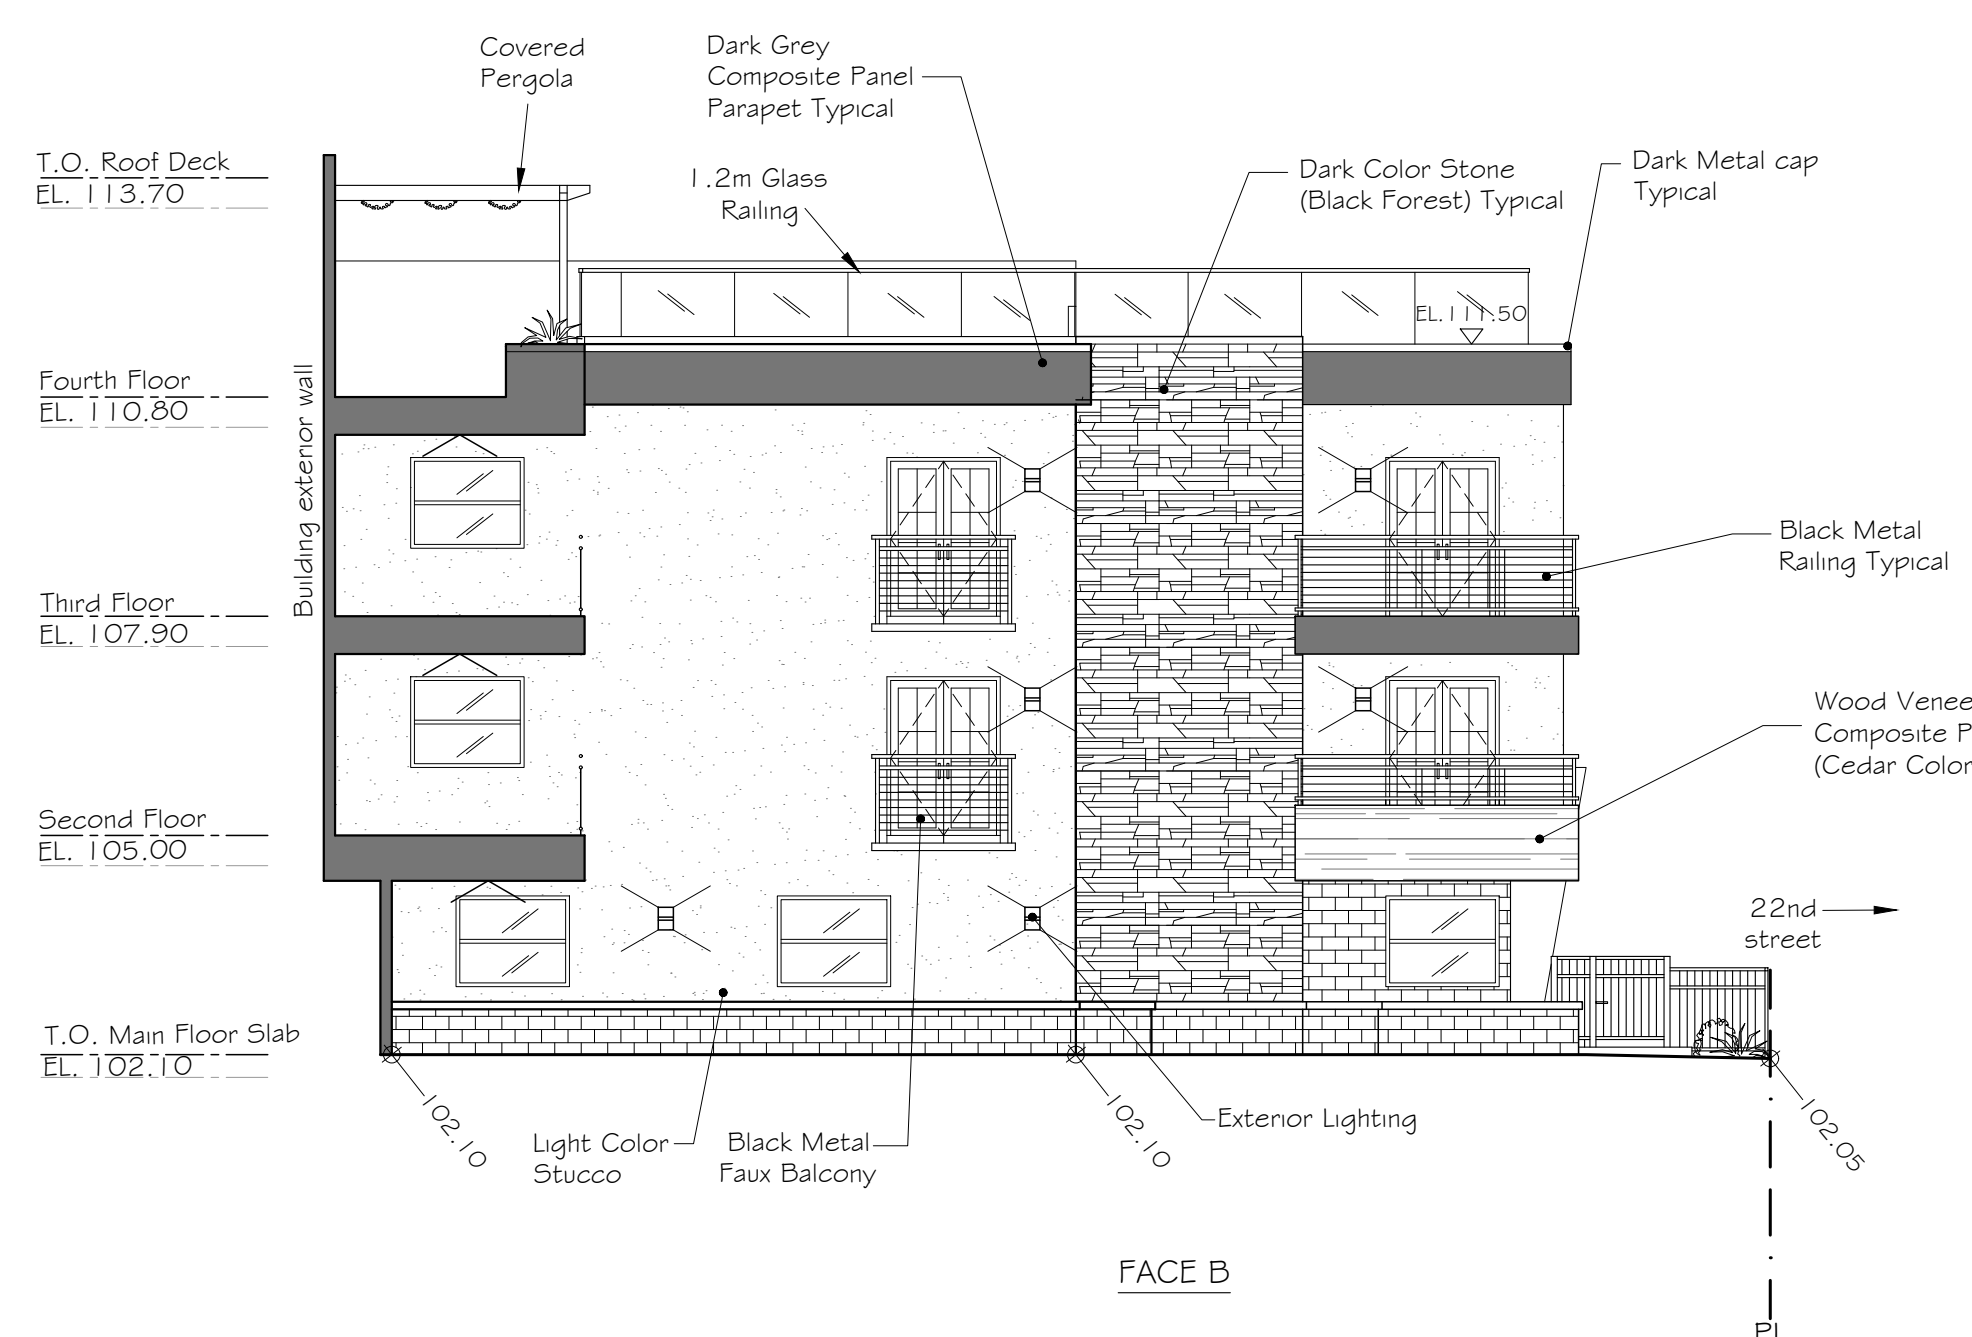 Covered
Pergola
Dark Grey
Composite Panel
Parapet Typical
T.O. Roof Deck
EL. 113.70
1.2m Glass
Railing
Dark Color Stone
(Black Forest) Typical
Dark Metal cap
Typical
EL.111.50
Fourth Floor
EL. 110.80
Building exterior wall
Black Metal
Railing Typical
Third Floor
EL. 107.90
Wood Venee
Composite P
(Cedar Color
Second Floor
EL. 105.00
22nd
street
T.O. Main Floor Slab
EL. 102.10
102.10
102.10
102.05
Exterior Lighting
Light Color
Stucco
Black Metal
Faux Balcony
FACE B